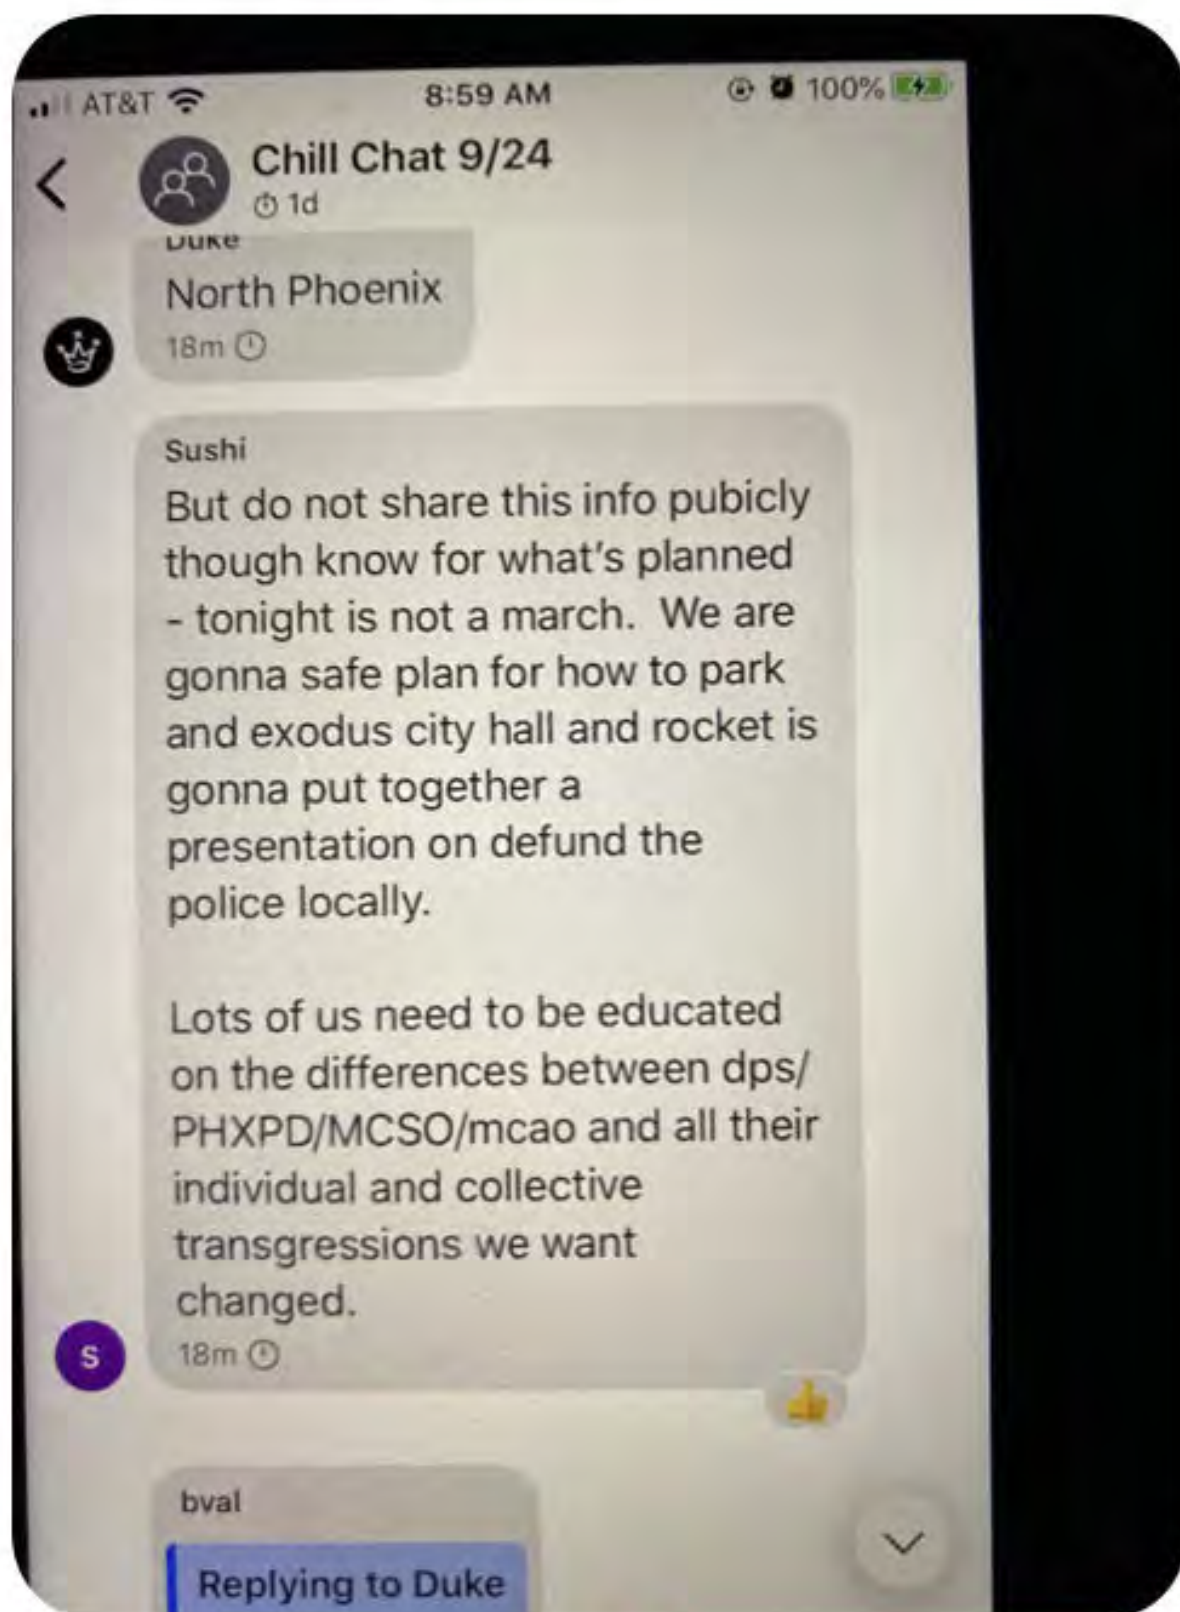 AT&T 8:59 AM 100%
Chill Chat 9/24
1d
Duke
North Phoenix
18m
Sushi
But do not share this info pubicly
though know for what's planned
- tonight is not a march. We are
gonna safe plan for how to park
and exodus city hall and rocket is
gonna put together a
presentation on defund the
police locally.
Lots of us need to be educated
on the differences between dps/
PHXPD/MCSO/mcao and all their
individual and collective
transgressions we want
changed.
S
18m
bval
Replying to Duke